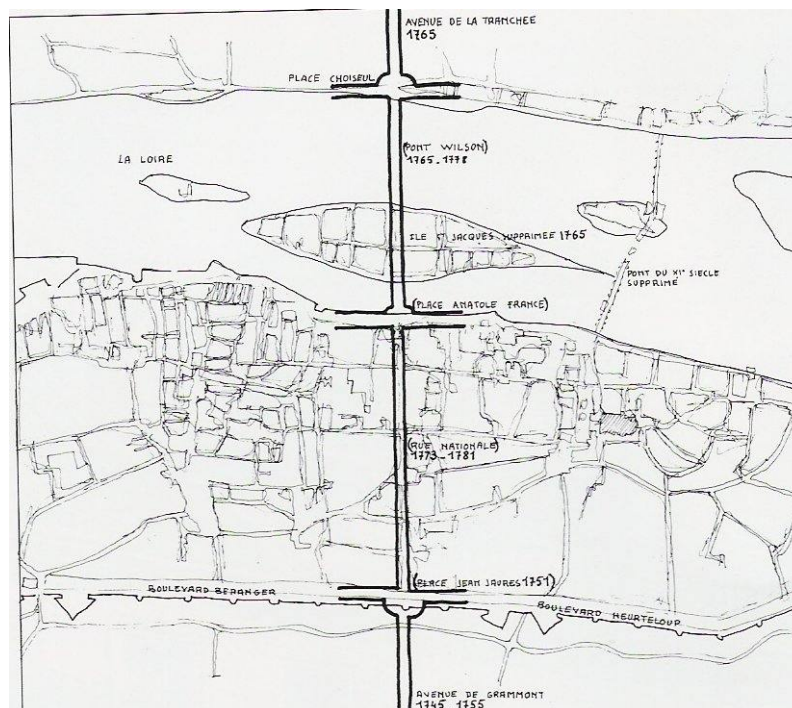 AVENUE DE LA TRANCHEE
1765
PLACE CHOISEUL
(PONT WILSON)
1765-1778
LA LOIRE
ILE St JACQUES SUPPRIMEE 1765
PONT DU XIe SIECLE
SUPPRIMÉ
(PLACE ANATOLE FRANCE)
(RUE NATIONALE)
1773-1781
(PLACE JEAN JAURES 1751)
BOULEVARD BERANGER
BOULEVARD HEURTELOUP
AVENUE DE GRAMMONT
1745-1755